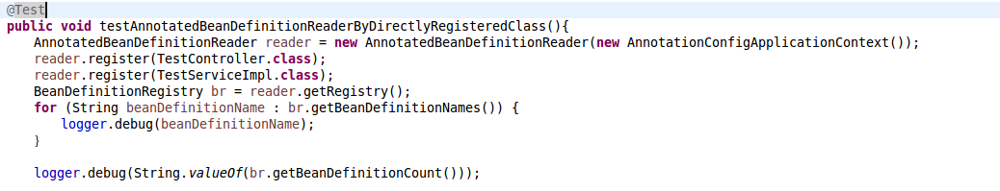 @Test
public void testAnnotatedBeanDefinitionReaderByDirectlyRegisteredClass(){
AnnotatedBeanDefinitionReader reader = new AnnotatedBeanDefinitionReader(new AnnotationConfigApplicationContext());
reader.register(TestController.class);
reader.register(TestServiceImpl.class);
BeanDefinitionRegistry br = reader.getRegistry();
for (String beanDefinitionName : br.getBeanDefinitionNames()) {
logger.debug(beanDefinitionName);
}
logger.debug(String.valueOf(br.getBeanDefinitionCount()));